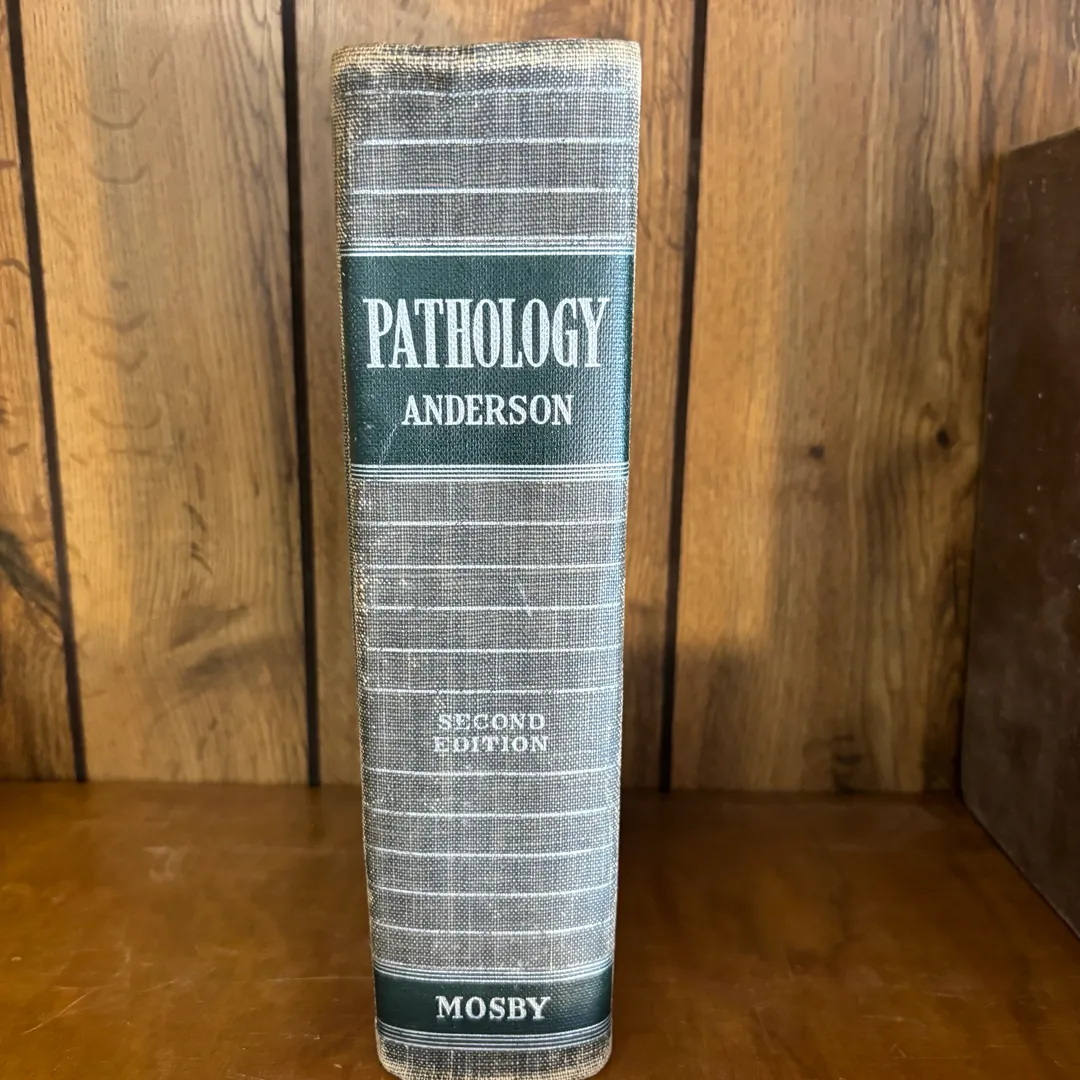 PATHOLOGY
ANDERSON
SECOND
EDITION
MOSBY